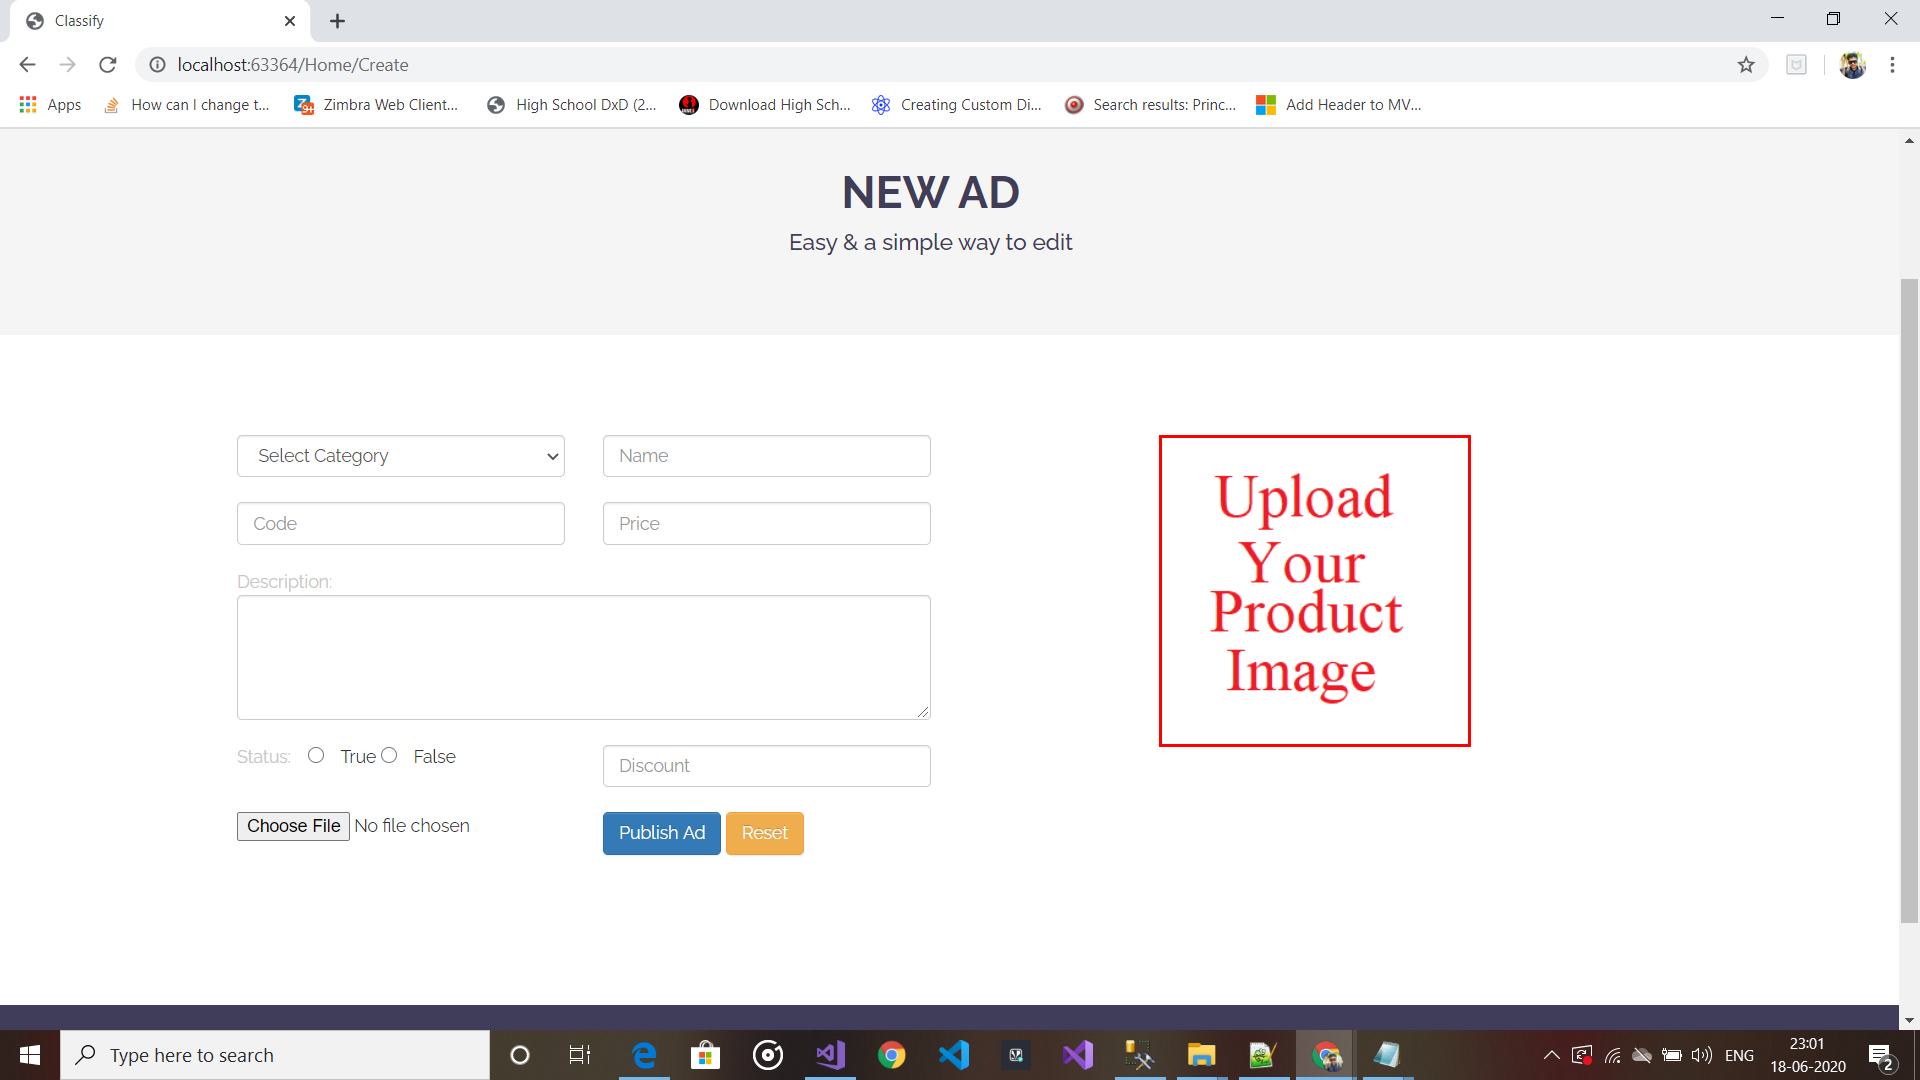 Classify
localhost:63364/Home/Create
Apps
How can I change t...
Zimbra Web Client...
High School DxD (2...
Download High Sch...
Creating Custom Di...
Search results: Princ...
Add Header to MV...
NEW AD
Easy & a simple way to edit
Select Category
Name
Code
Price
Description:
Status: True False
Discount
Choose File No file chosen
Publish Ad
Reset
Upload
Your
Product
Image
Type here to search
ENG
23:01
18-06-2020
2